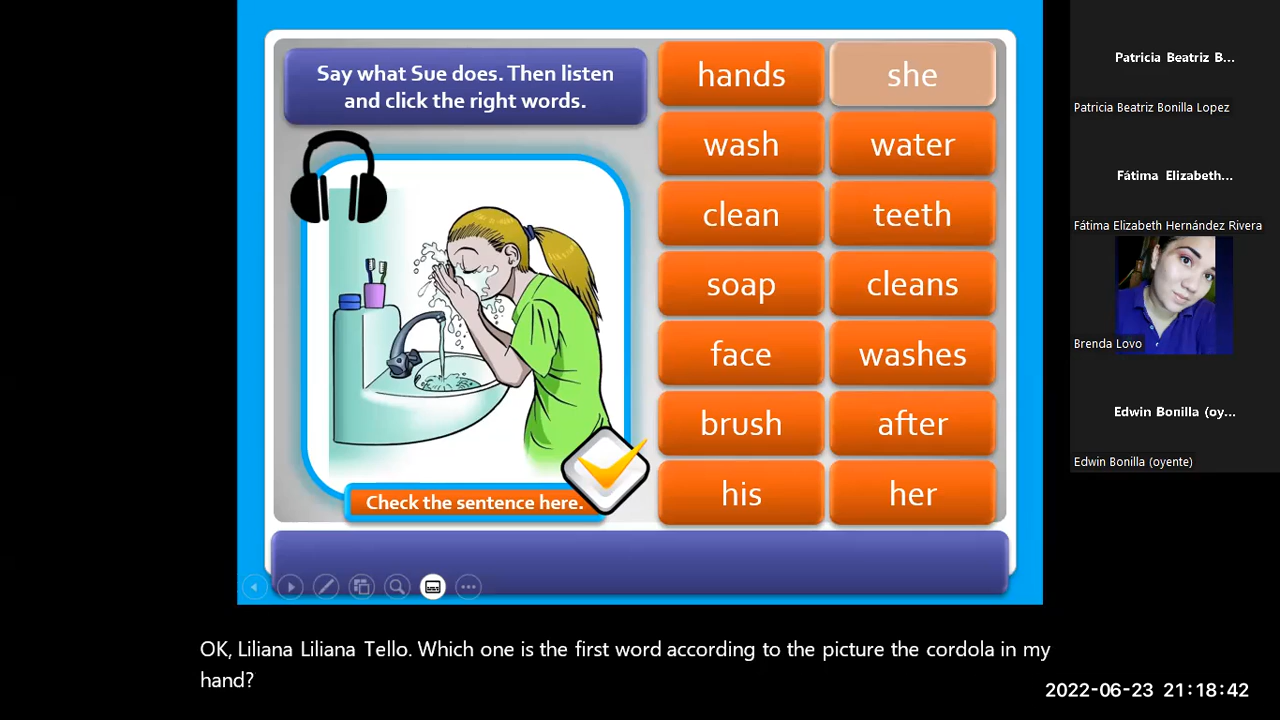 Say what Sue does. Then listen
and click the right words.
hands
she
wash
water
clean
teeth
soap
cleans
face
washes
brush
after
his
her
Check the sentence here.
Patricia Beatriz B...
Patricia Beatriz Bonilla Lopez
Fátima Elizabeth...
Fátima Elizabeth Hernández Rivera
Brenda Lovo
Edwin Bonilla (oy...
Edwin Bonilla (oyente)
OK, Liliana Liliana Tello. Which one is the first word according to the picture the cordola in my
hand?
2022-06-23 21:18:42